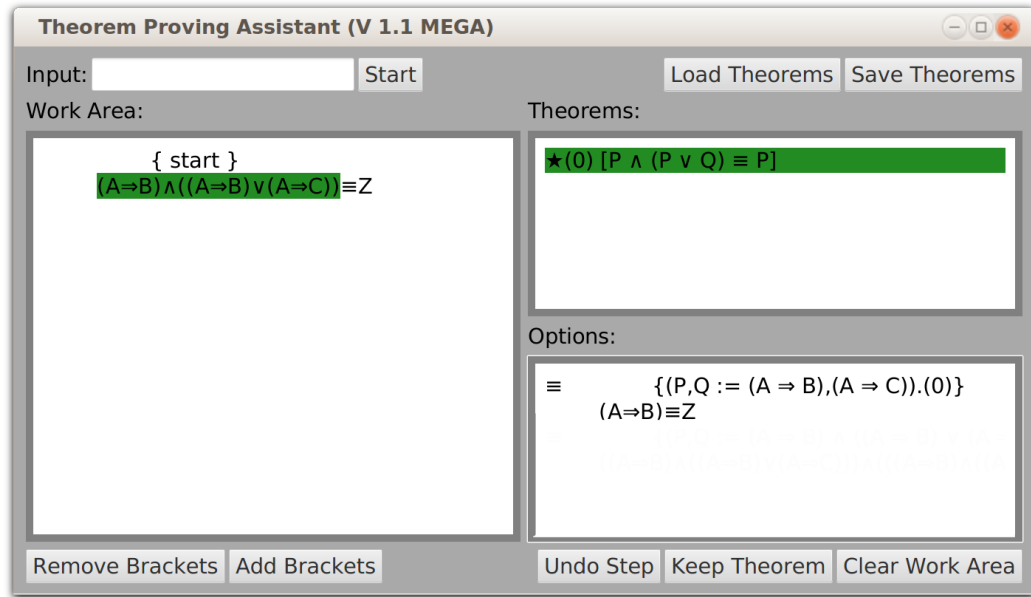 Theorem Proving Assistant (V 1.1 MEGA)
Input: Start Load Theorems Save Theorems
Work Area:
{ start }
(A⇒B)∧((A⇒B)∨(A⇒C))≡Z
Theorems:
★(0) [P ∧ (P ∨ Q) ≡ P]
Options:
≡ {(P,Q := (A ⇒ B),(A ⇒ C)).(0)}
(A⇒B)≡Z
Remove Brackets Add Brackets Undo Step Keep Theorem Clear Work Area